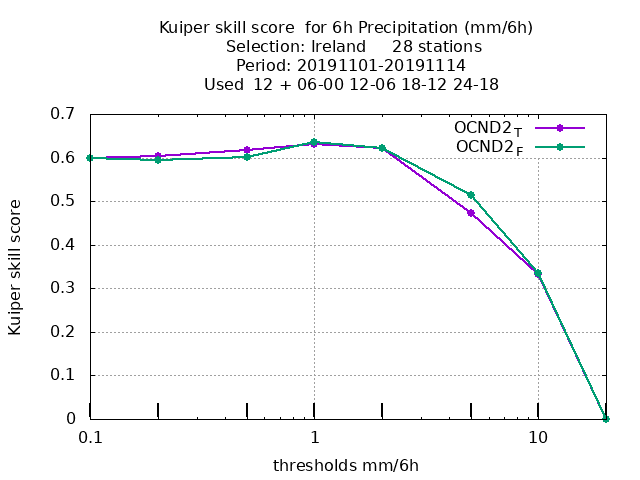 Kuiper skill score  for 6h Precipitation (mm/6h)
Selection: Ireland     28 stations
Period: 20191101-20191114
Used  12 + 06-00 12-06 18-12 24-18
OCND2T
OCND2F
0.7
0.6
0.5
0.4
0.3
0.2
0.1
0
Kuiper skill score
0.1 1 10
thresholds mm/6h